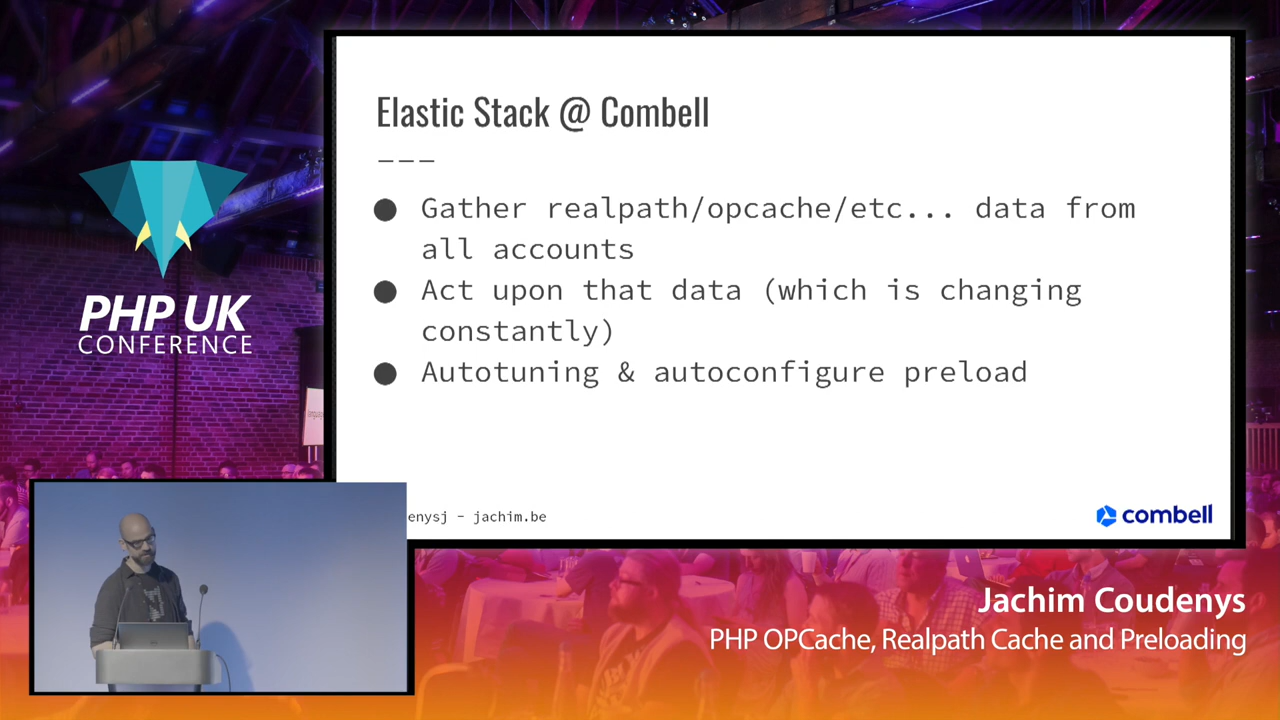 Elastic Stack @ Combell
---
● Gather realpath/opcache/etc... data from
all accounts
● Act upon that data (which is changing
constantly)
● Autotuning & autoconfigure preload
enysj - jachim.be
combell
PHP UK
CONFERENCE
Jachim Coudenys
PHP OPCache, Realpath Cache and Preloading